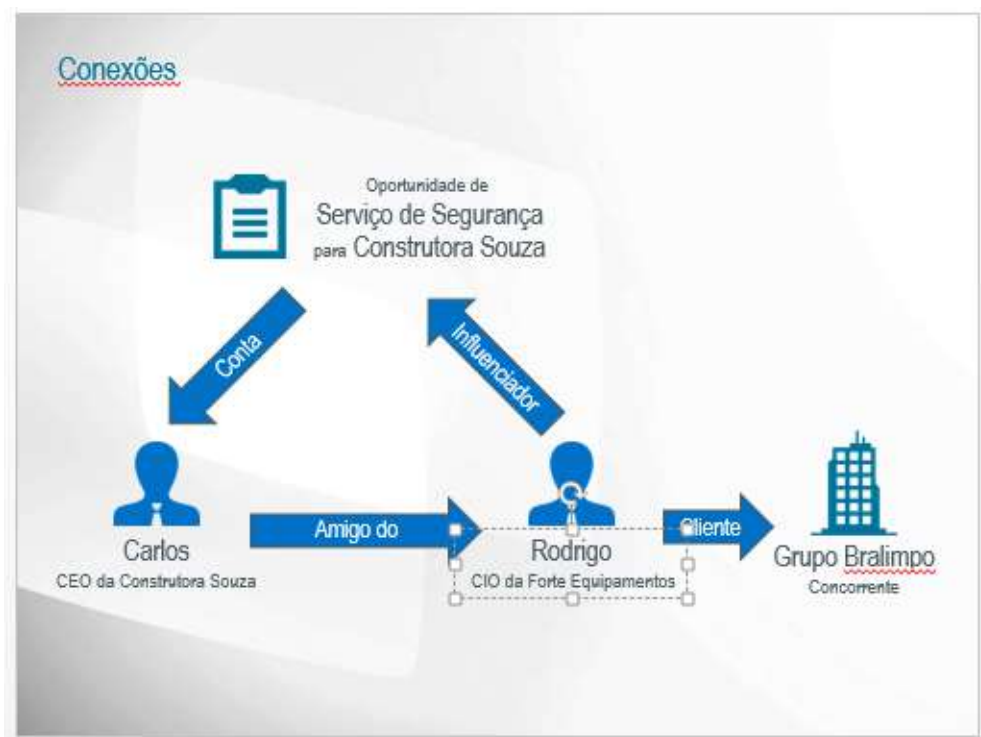 Conexões
Oportunidade de
Serviço de Segurança
para Construtora Souza
Conta
Influenciador
Amigo do
Cliente
Carlos
CEO da Construtora Souza
Rodrigo
CIO da Forte Equipamentos
Grupo Bralimpo
Concorrente